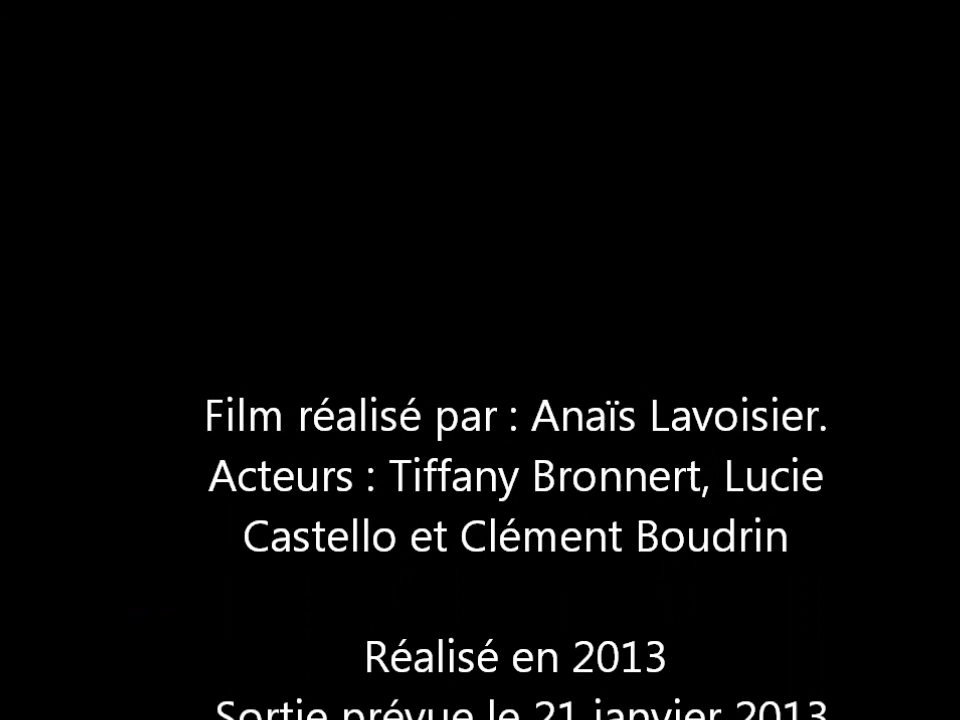 Film réalisé par : Anaïs Lavoisier.
Acteurs : Tiffany Bronnert, Lucie
Castello et Clément Boudrin
Réalisé en 2013
Sortie prévue le 21 janvier 2013